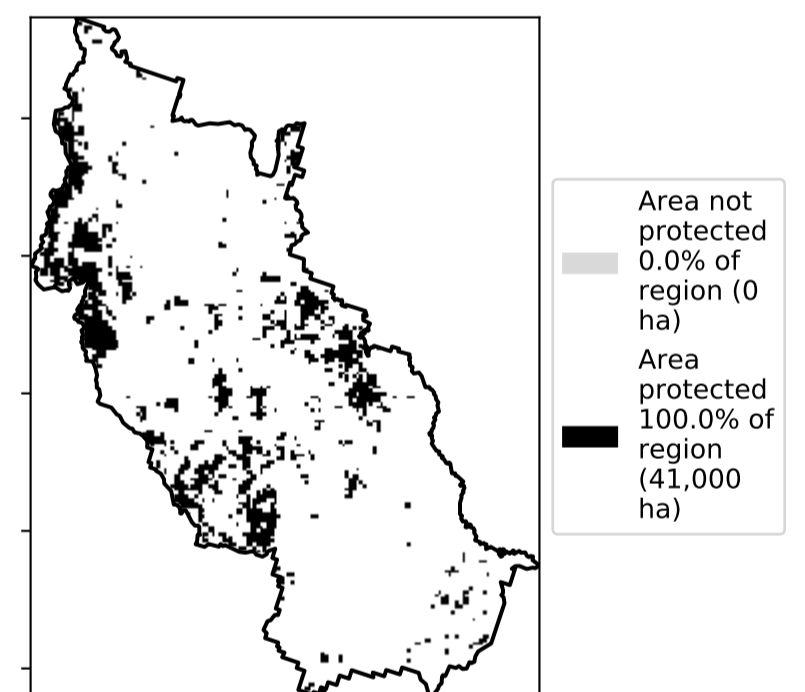 Area not
protected
0.0% of
region (0
ha)
Area
protected
100.0% of
region
(41,000
ha)